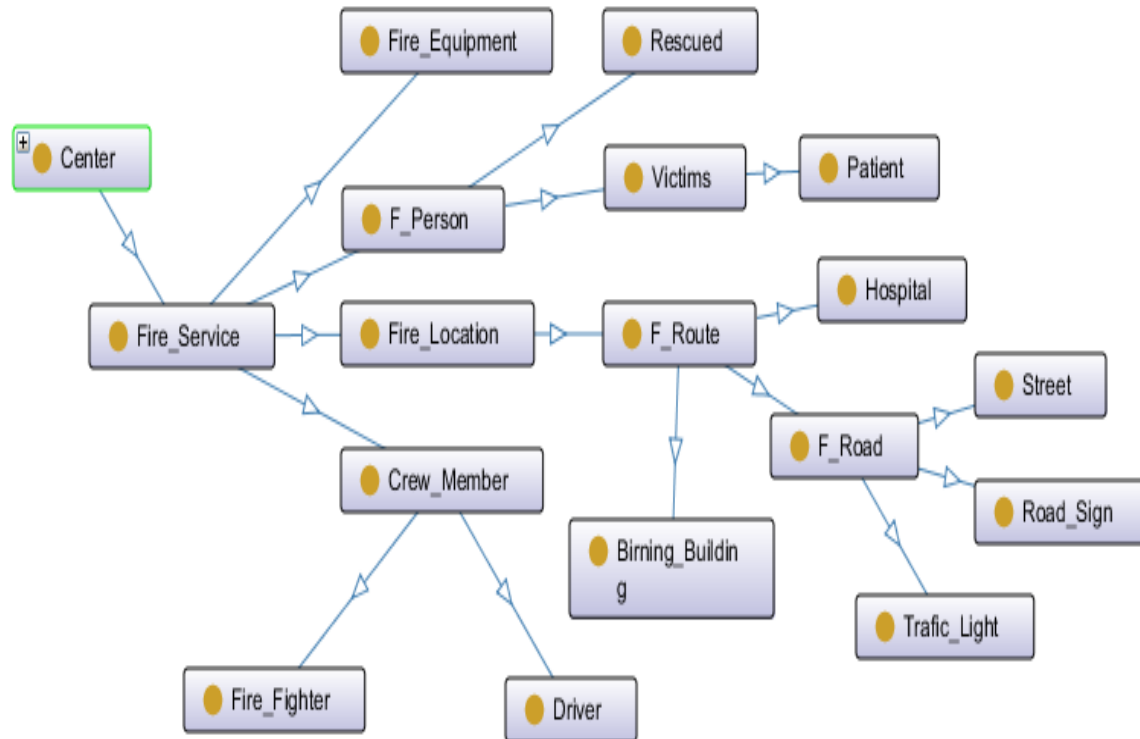 Fire_Equipment
Rescued
Center
Victims
Patient
F_Person
Hospital
Fire_Service
Fire_Location
F_Route
Street
F_Road
Crew_Member
Road_Sign
Birning_Buildin
g
Trafic_Light
Fire_Fighter
Driver